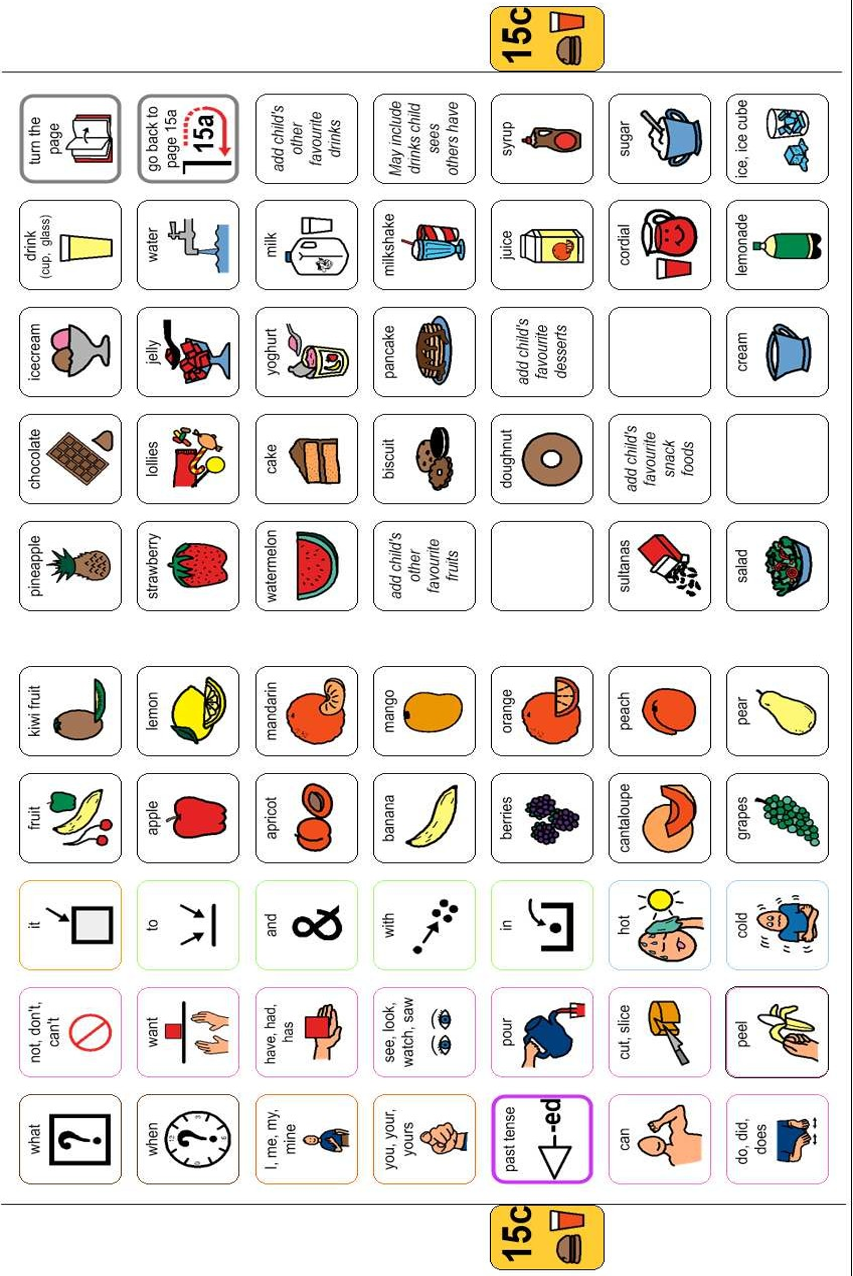 what
not, don't,
can't
it
fruit
kiwi fruit
pineapple
chocolate
icecream
drink
(cup, glass)
turn the
page
when
?
want
to
apple
lemon
strawberry
lollies
jelly
water
go back to
page 15a
15a
I, me, my,
mine
have, had,
has
and
&
apricot
mandarin
watermelon
cake
yoghurt
milk
add child's
other
favourite
drinks
you, your,
yours
see, look,
watch, saw
with
banana
mango
add child's
other
favourite
fruits
biscuit
pancake
milkshake
May include
drinks child
sees
others have
15c
past tense
-ed
pour
in
berries
orange
doughnut
add child's
favourite
desserts
juice
syrup
15c
can
cut, slice
hot
cantaloupe
peach
sultanas
add child's
favourite
snack
foods
cordial
sugar
do, did,
does
peel
cold
grapes
pear
salad
cream
lemonade
ice, ice cube